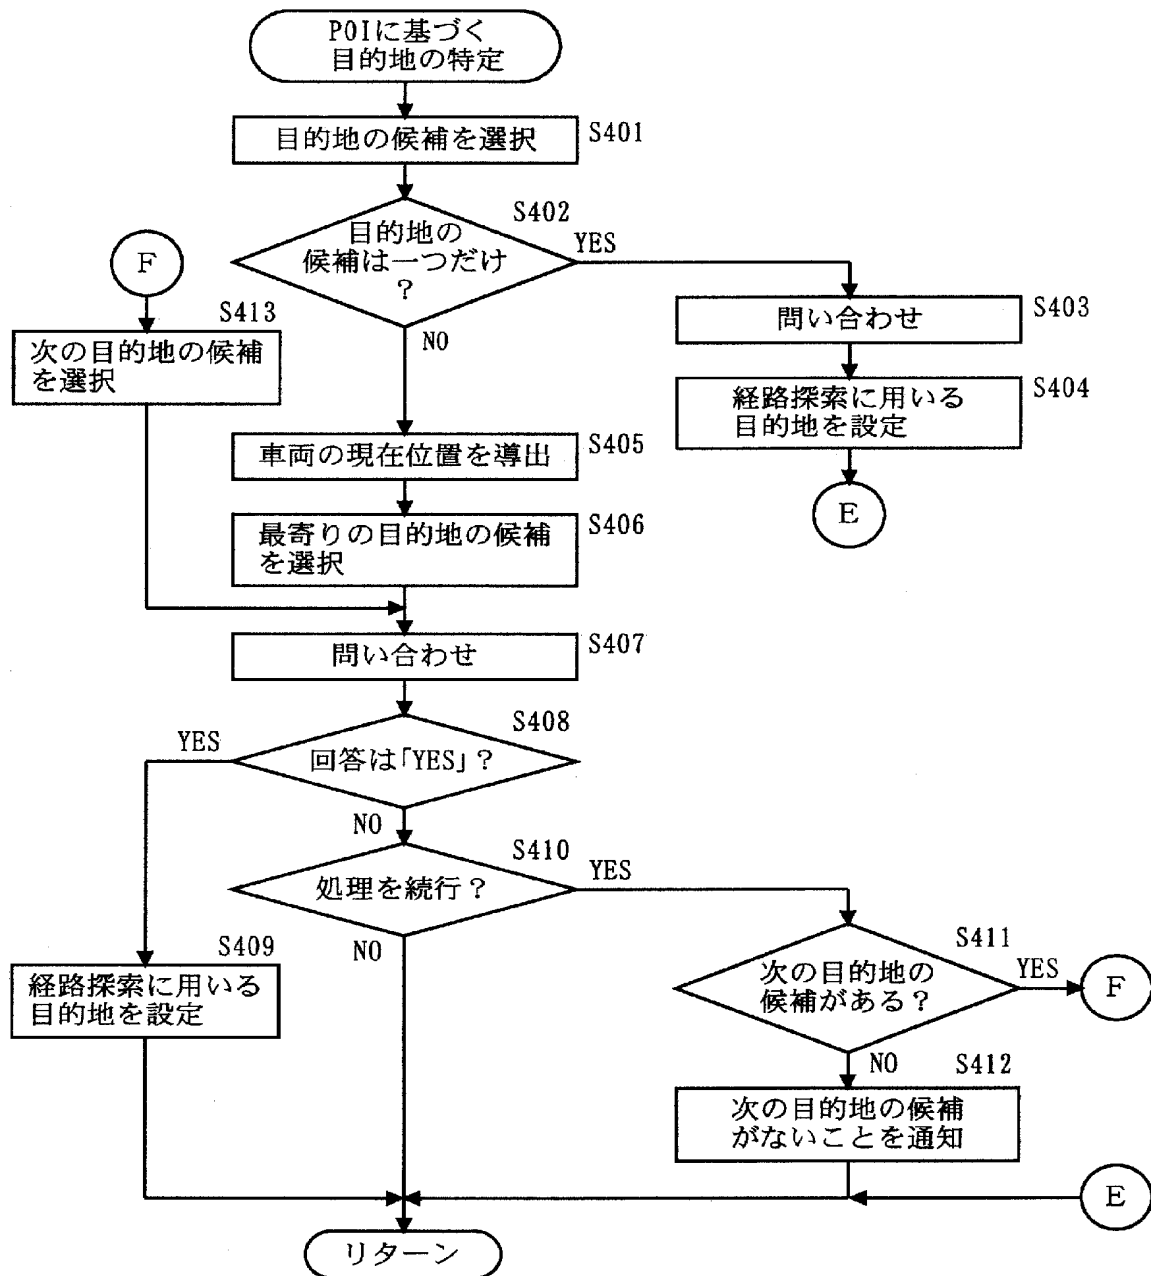 POIに基づく
目的地の特定
目的地の候補を選択
S401
S402
目的地の
候補は一つだけ
?
YES
NO
F
S413
次の目的地の候補
を選択
問い合わせ
S403
経路探索に用いる
目的地を設定
S404
E
車両の現在位置を導出
S405
最寄りの目的地の候補
を選択
S406
問い合わせ
S407
S408
回答は「YES」?
YES
NO
S410
処理を続行?
YES
NO
S409
経路探索に用いる
目的地を設定
S411
次の目的地の
候補がある?
YES
F
NO
S412
次の目的地の候補
がないことを通知
E
リターン